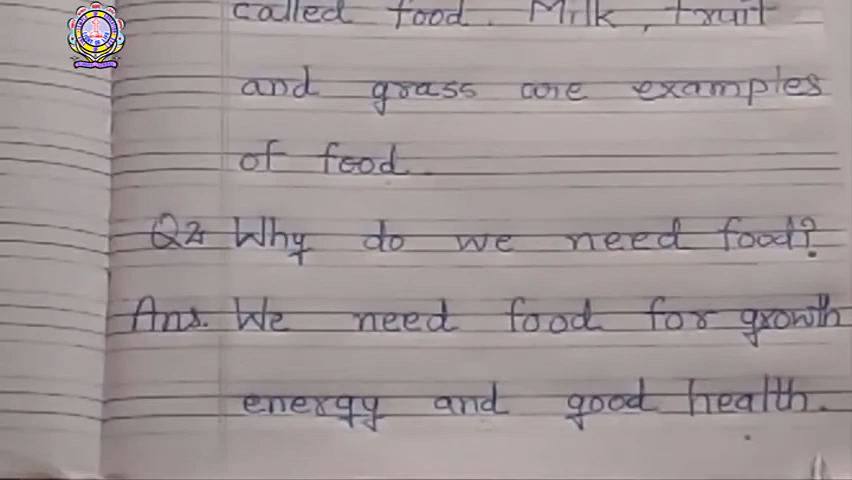 called food. Milk, fruit
and grass are examples
of food.
Q2 Why do we need food?
Ans. We need food for growth
energy and good health.